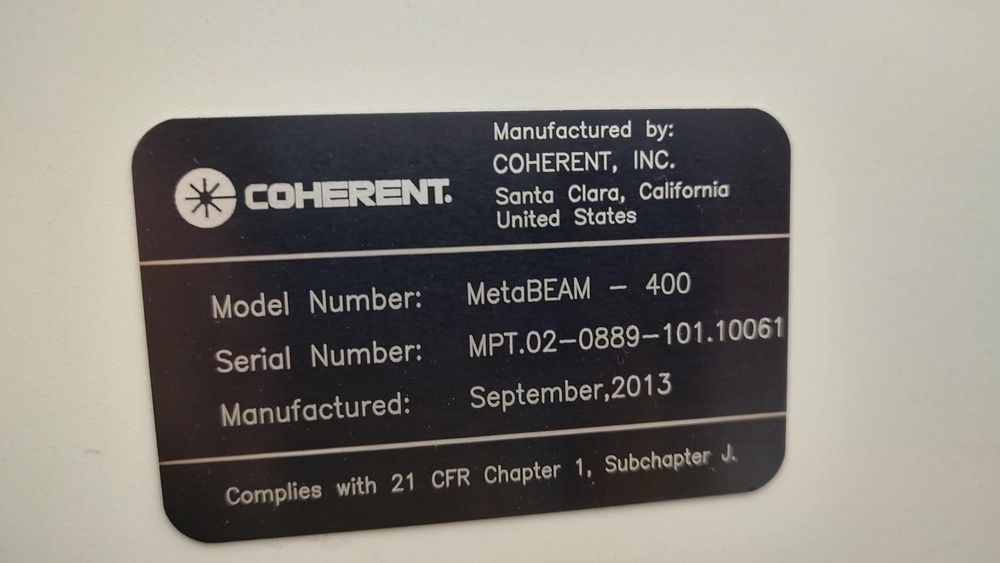 COHERENT.
Manufactured by:
COHERENT, INC.
Santa Clara, California
United States
Model Number: MetaBEAM - 400
Serial Number: MPT.02-0889-101.10061
Manufactured: September,2013
Complies with 21 CFR Chapter 1, Subchapter J.